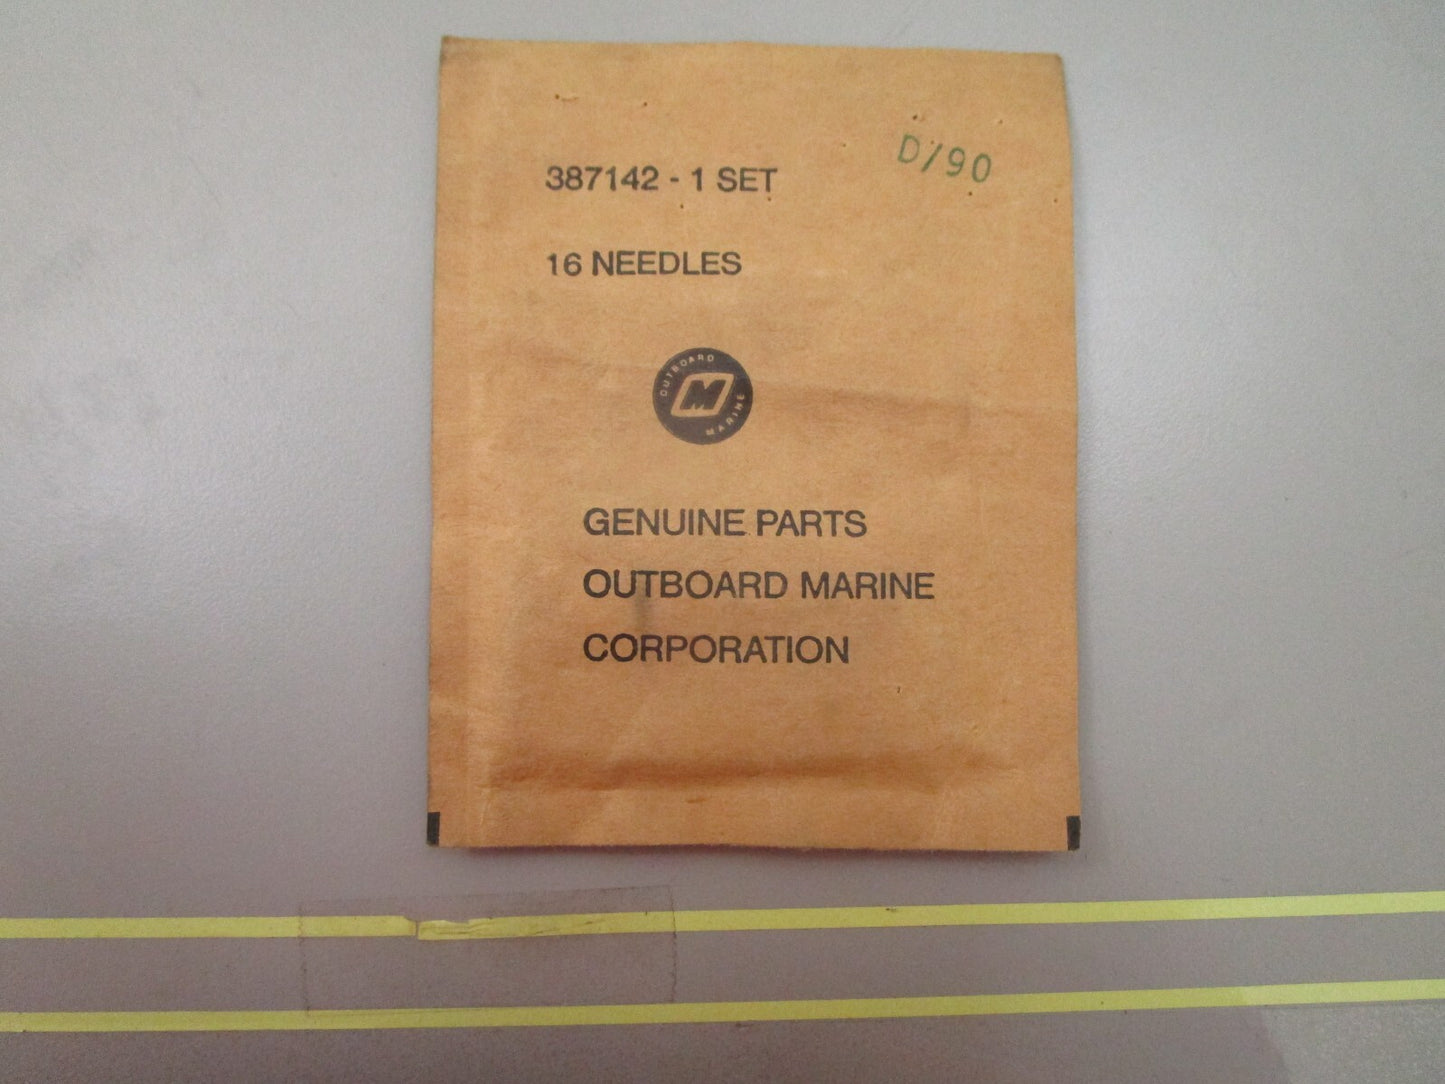 D/90
387142 - 1 SET
16 NEEDLES
OUTBOARD
M
MARINE
GENUINE PARTS
OUTBOARD MARINE
CORPORATION